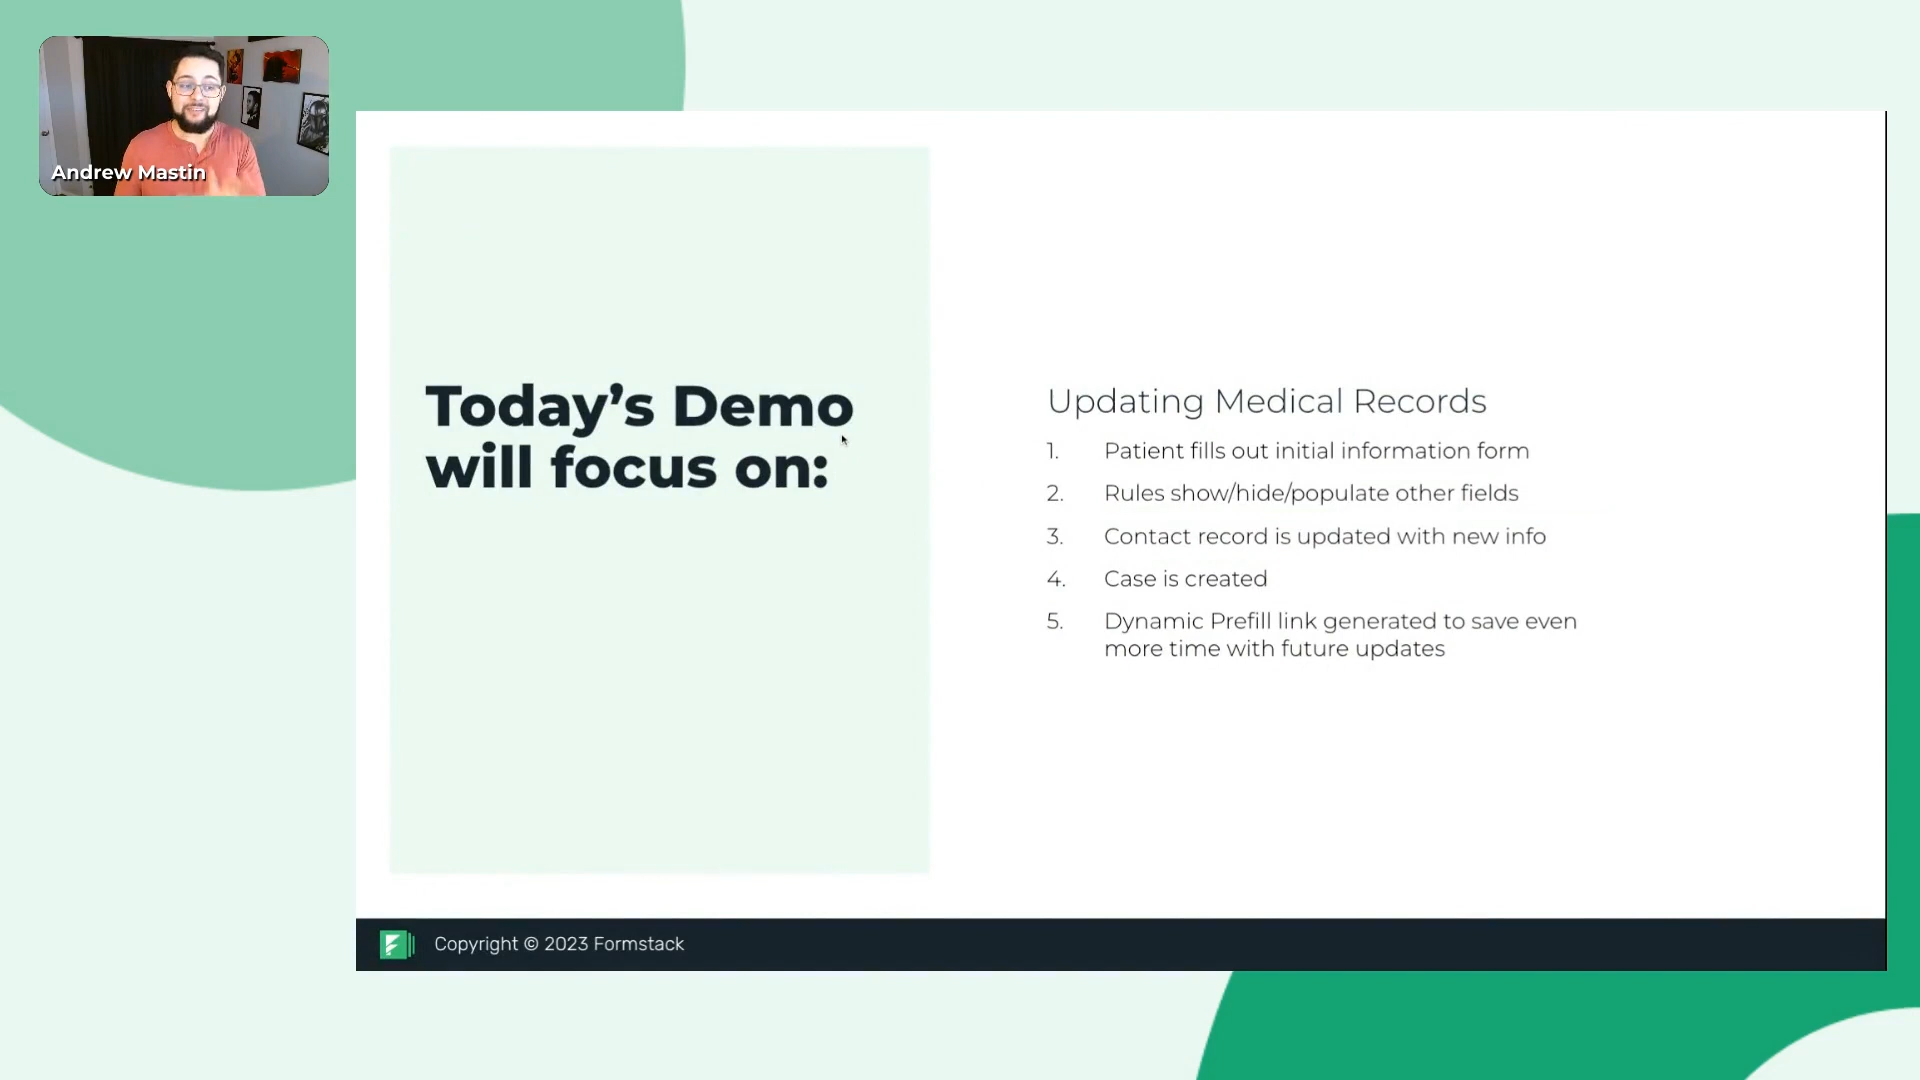 Andrew Mastin
Today’s Demo
will focus on:
Updating Medical Records
1. Patient fills out initial information form
2. Rules show/hide/populate other fields
3. Contact record is updated with new info
4. Case is created
5. Dynamic Prefill link generated to save even
more time with future updates
Copyright © 2023 Formstack